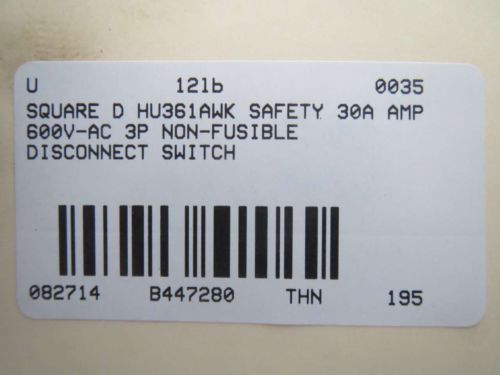 U 12lb 0035
SQUARE D HU361AWK SAFETY 30A AMP
600V-AC 3P NON-FUSIBLE
DISCONNECT SWITCH
082714 B447280 THN 195